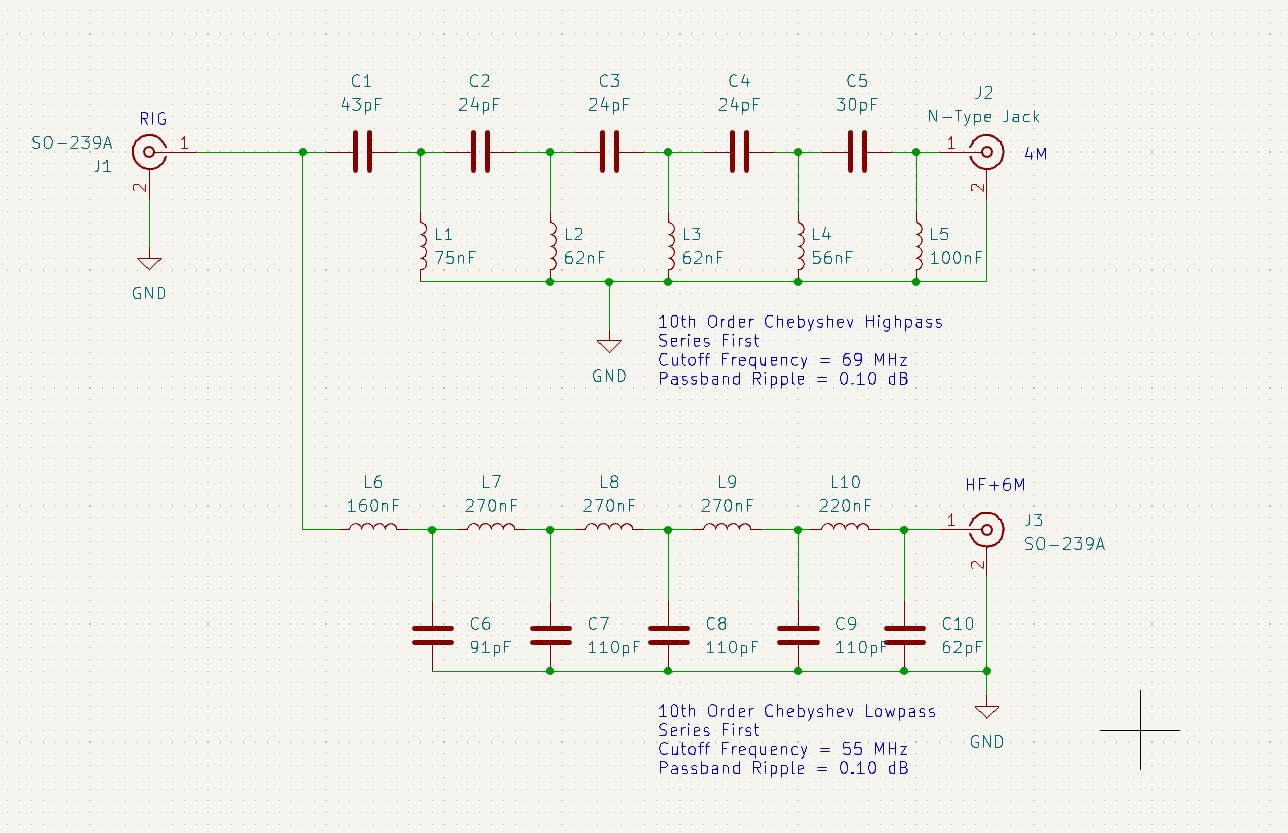 C1
43pF
C2
24pF
C3
24pF
C4
24pF
C5
30pF
J2
N-Type Jack
RIG
SO-239A
J1
1
2
1
2
4M
GND
L1
75nF
L2
62nF
L3
62nF
L4
56nF
L5
100nF
GND
10th Order Chebyshev Highpass
Series First
Cutoff Frequency = 69 MHz
Passband Ripple = 0.10 dB
L6
160nF
L7
270nF
L8
270nF
L9
270nF
L10
220nF
HF+6M
1
2
J3
SO-239A
C6
91pF
C7
110pF
C8
110pF
C9
110pF
C10
62pF
10th Order Chebyshev Lowpass
Series First
Cutoff Frequency = 55 MHz
Passband Ripple = 0.10 dB
GND